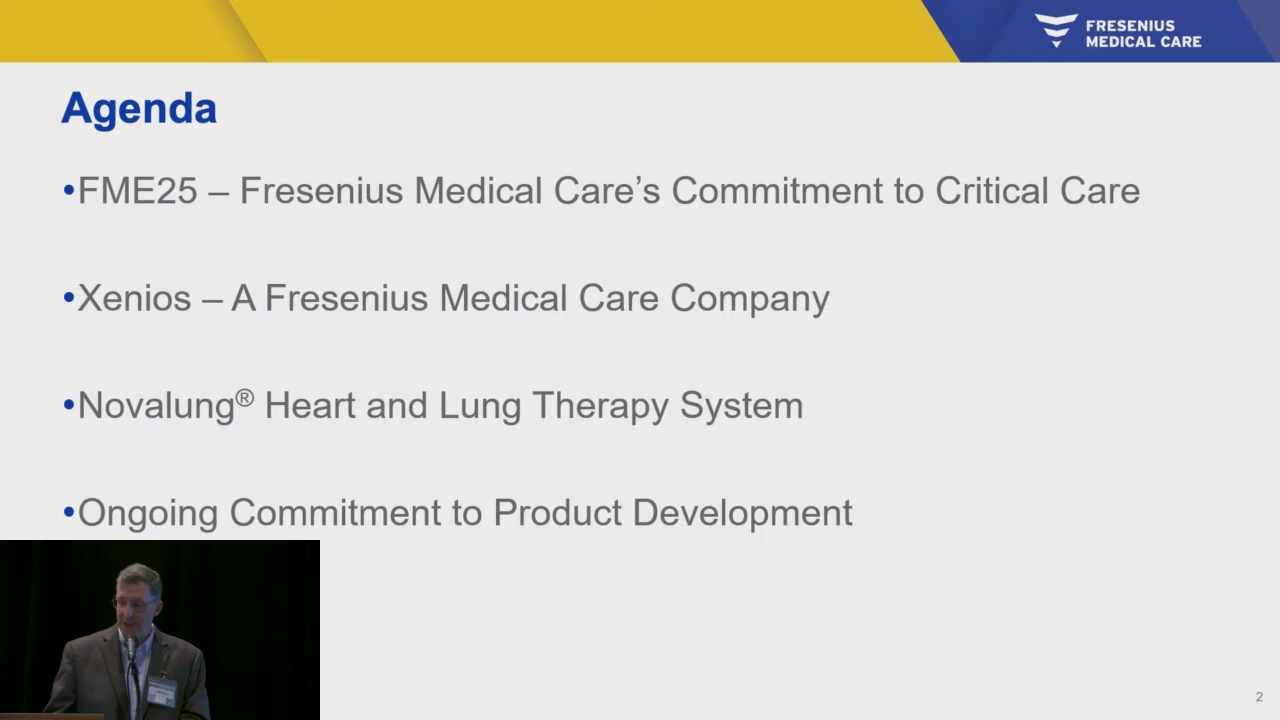 FRESENIUS
MEDICAL CARE
Agenda
•FME25 – Fresenius Medical Care’s Commitment to Critical Care
•Xenios – A Fresenius Medical Care Company
•Novalung® Heart and Lung Therapy System
•Ongoing Commitment to Product Development
2